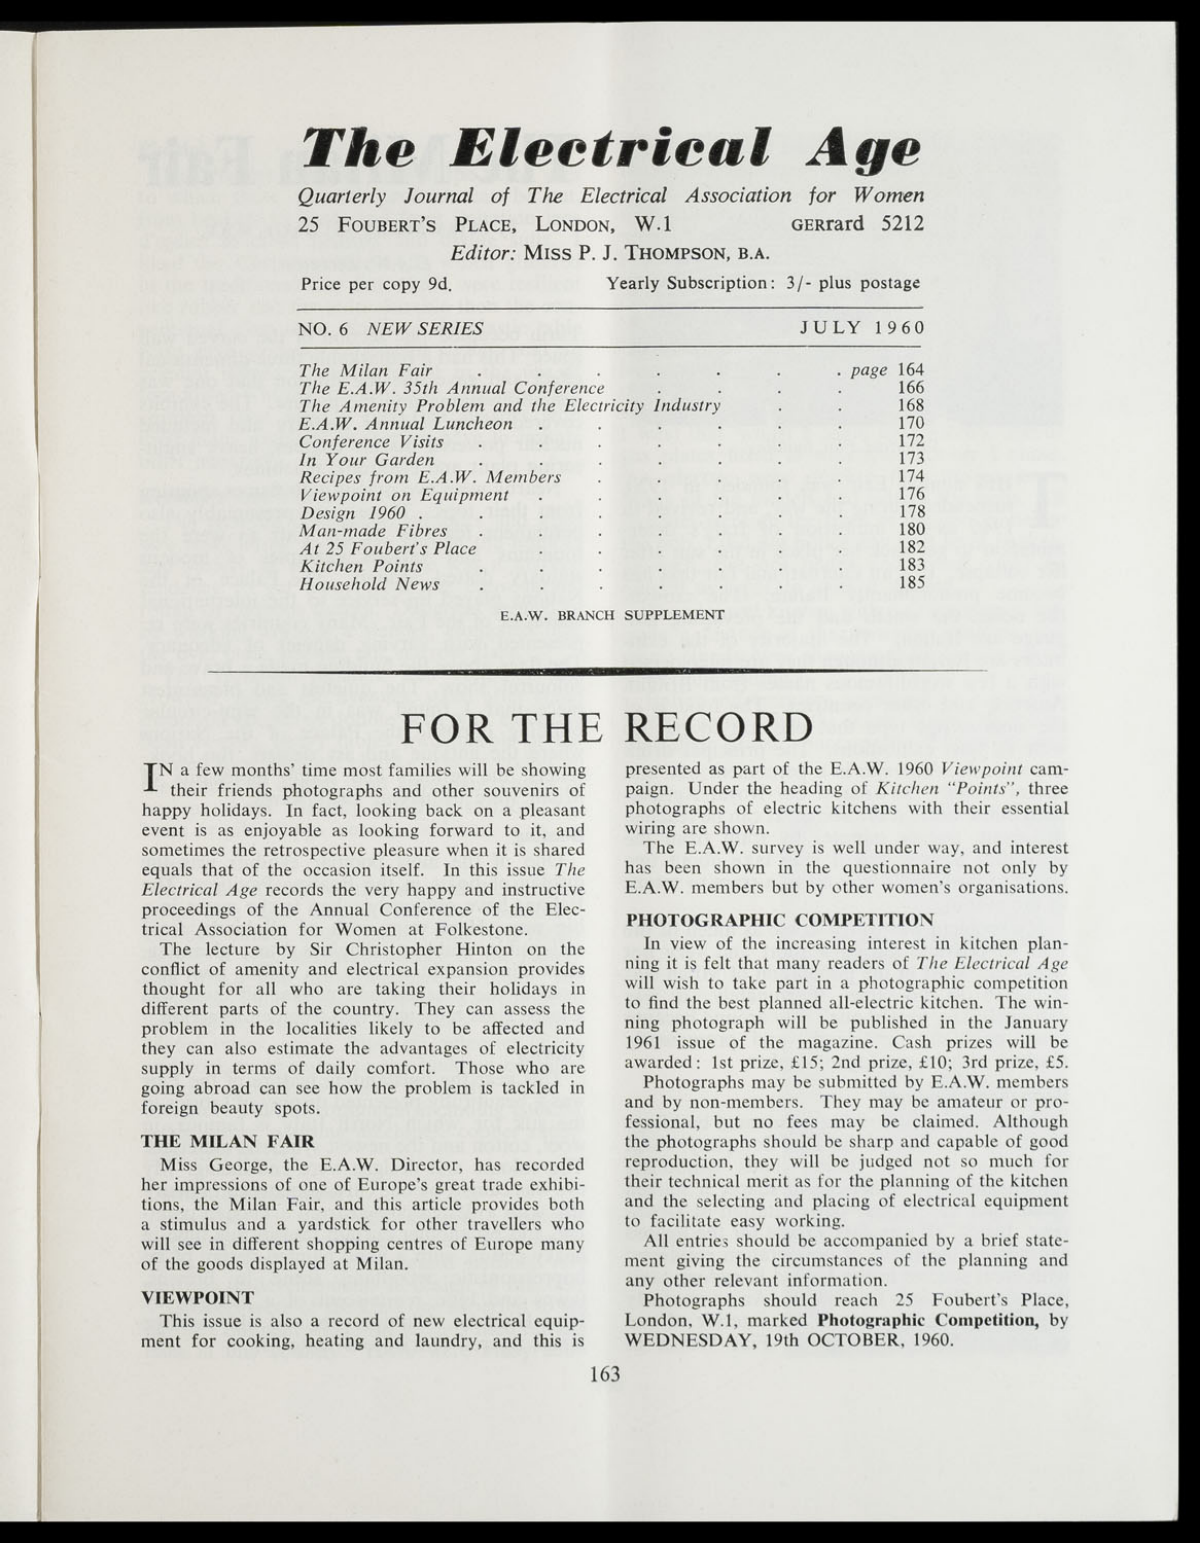 The Electrical Age
Quarterly Journal of The Electrical Association for Women
25 FOUBERT'S PLACE, LONDON, W.1 GERrard 5212
Editor: MISS P. J. THOMPSON, B.A.
Price per copy 9d. Yearly Subscription: 3/- plus postage
NO. 6 NEW SERIES JULY 1960
The Milan Fair . . . . . . . page 164
The E.A.W. 35th Annual Conference . . . . 166
The Amenity Problem and the Electricity Industry . . 168
E.A.W. Annual Luncheon . . . . . . 170
Conference Visits . . . . . . . 172
In Your Garden . . . . . . . 173
Recipes from E.A.W. Members . . . . . 174
Viewpoint on Equipment . . . . . . 176
Design 1960 . . . . . . . . 178
Man-made Fibres . . . . . . . 180
At 25 Foubert's Place . . . . . . 182
Kitchen Points . . . . . . . 183
Household News . . . . . . . 185
E.A.W. BRANCH SUPPLEMENT
FOR THE RECORD
IN a few months' time most families will be showing
their friends photographs and other souvenirs of
happy holidays. In fact, looking back on a pleasant
event is as enjoyable as looking forward to it, and
sometimes the retrospective pleasure when it is shared
equals that of the occasion itself. In this issue The
Electrical Age records the very happy and instructive
proceedings of the Annual Conference of the Elec-
trical Association for Women at Folkestone.
The lecture by Sir Christopher Hinton on the
conflict of amenity and electrical expansion provides
thought for all who are taking their holidays in
different parts of the country. They can assess the
problem in the localities likely to be affected and
they can also estimate the advantages of electricity
supply in terms of daily comfort. Those who are
going abroad can see how the problem is tackled in
foreign beauty spots.
THE MILAN FAIR
Miss George, the E.A.W. Director, has recorded
her impressions of one of Europe's great trade exhibi-
tions, the Milan Fair, and this article provides both
a stimulus and a yardstick for other travellers who
will see in different shopping centres of Europe many
of the goods displayed at Milan.
VIEWPOINT
This issue is also a record of new electrical equip-
ment for cooking, heating and laundry, and this is
presented as part of the E.A.W. 1960 Viewpoint cam-
paign. Under the heading of Kitchen "Points", three
photographs of electric kitchens with their essential
wiring are shown.
The E.A.W. survey is well under way, and interest
has been shown in the questionnaire not only by
E.A.W. members but by other women's organisations.
PHOTOGRAPHIC COMPETITION
In view of the increasing interest in kitchen plan-
ning it is felt that many readers of The Electrical Age
will wish to take part in a photographic competition
to find the best planned all-electric kitchen. The win-
ning photograph will be published in the January
1961 issue of the magazine. Cash prizes will be
awarded: 1st prize, £15; 2nd prize, £10; 3rd prize, £5.
Photographs may be submitted by E.A.W. members
and by non-members. They may be amateur or pro-
fessional, but no fees may be claimed. Although
the photographs should be sharp and capable of good
reproduction, they will be judged not so much for
their technical merit as for the planning of the kitchen
and the selecting and placing of electrical equipment
to facilitate easy working.
All entries should be accompanied by a brief state-
ment giving the circumstances of the planning and
any other relevant information.
Photographs should reach 25 Foubert's Place,
London, W.1, marked Photographic Competition, by
WEDNESDAY, 19th OCTOBER, 1960.
163